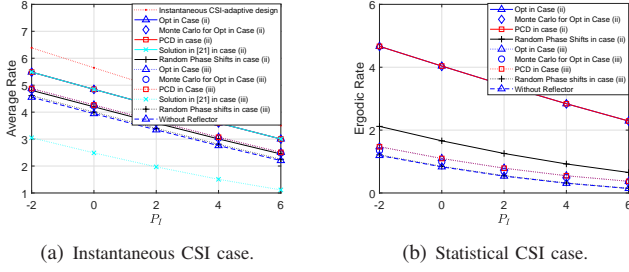 Average Rate
8
7
6
5
4
3
2
1
-2
0
2
4
6
P_I
Instantaneous CSI-adaptive design
Opt in Case (ii)
Monte Carlo for Opt in Case (ii)
PCD in case (ii)
Solution in [21] in case (ii)
Random Phase Shifts in case (ii)
Opt in Case (iii)
Monte Carlo for Opt in Case (iii)
PCD in Case (iii)
Solution in [21] in case (iii)
Random Phase Shifts in case (iii)
Without Reflector
(a) Instantaneous CSI case.
Ergodic Rate
6
4
2
0
-2
0
2
4
6
Opt in Case (ii)
Monte Carlo for Opt in Case (ii)
PCD in case (ii)
Random Phase Shifts in case (ii)
Opt in Case (iii)
Monte Carlo for Opt in Case (iii)
PCD in Case (iii)
Random Phase shifts in case (iii)
Without Reflector
P_I
(b) Statistical CSI case.